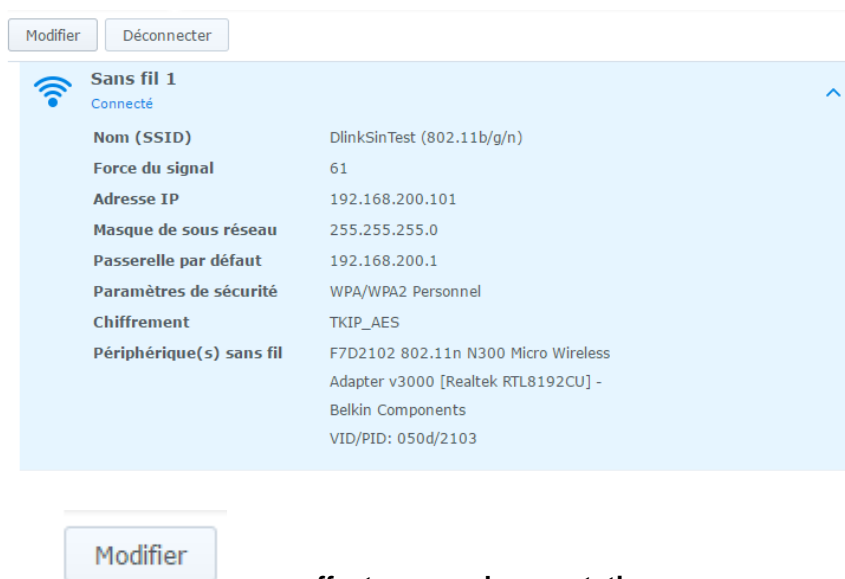 Modifier Déconnecter
Sans fil 1
Connecté
Nom (SSID) DlinkSinTest (802.11b/g/n)
Force du signal 61
Adresse IP 192.168.200.101
Masque de sous réseau 255.255.255.0
Passerelle par défaut 192.168.200.1
Paramètres de sécurité WPA/WPA2 Personnel
Chiffrement TKIP_AES
Périphérique(s) sans fil F7D2102 802.11n N300 Micro Wireless
Adapter v3000 [Realtek RTL8192CU] -
Belkin Components
VID/PID: 050d/2103
Modifier